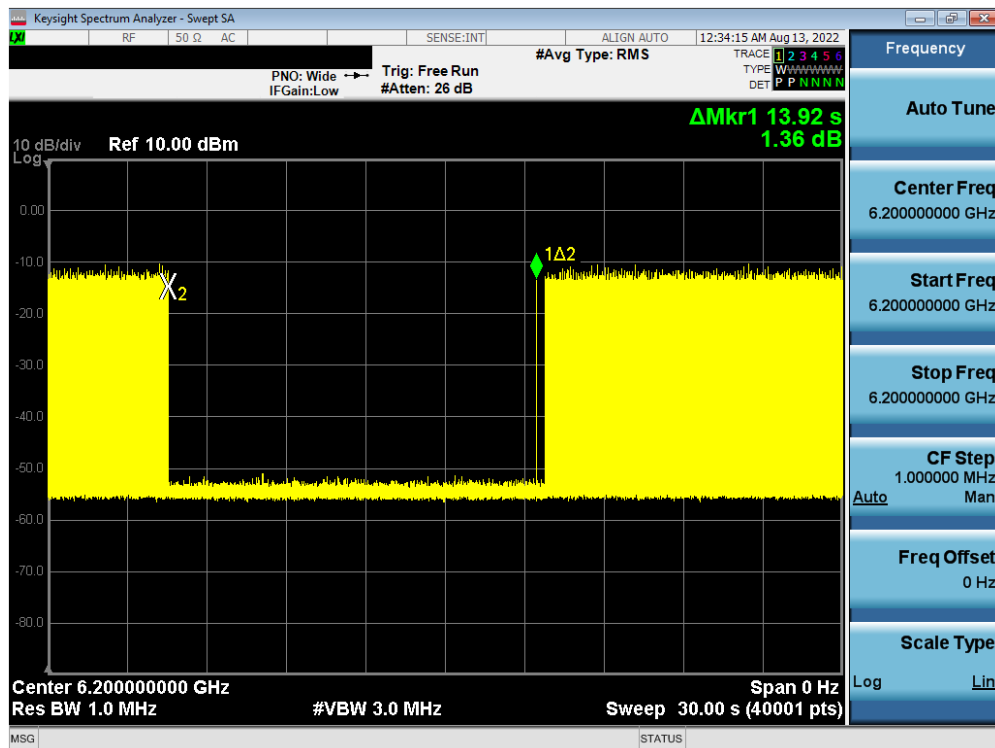 Keysight Spectrum Analyzer - Swept SA
LXI RF 50 Ω AC SENSE:INT ALIGN AUTO 12:34:15 AM Aug 13, 2022
PNO: Wide
IFGain:Low
Trig: Free Run
#Atten: 26 dB
#Avg Type: RMS
TRACE 1 2 3 4 5 6
TYPE WWWWWWW
DET P P N N N N
ΔMkr1 13.92 s
1.36 dB
10 dB/div Ref 10.00 dBm
Log
0.00
-10.0
-20.0
-30.0
-40.0
-50.0
-60.0
-70.0
-80.0
1Δ2
2
Center 6.200000000 GHz Span 0 Hz
Res BW 1.0 MHz #VBW 3.0 MHz Sweep 30.00 s (40001 pts)
MSG STATUS
Frequency
Auto Tune
Center Freq
6.200000000 GHz
Start Freq
6.200000000 GHz
Stop Freq
6.200000000 GHz
CF Step
1.000000 MHz
Auto Man
Freq Offset
0 Hz
Scale Type
Log Lin